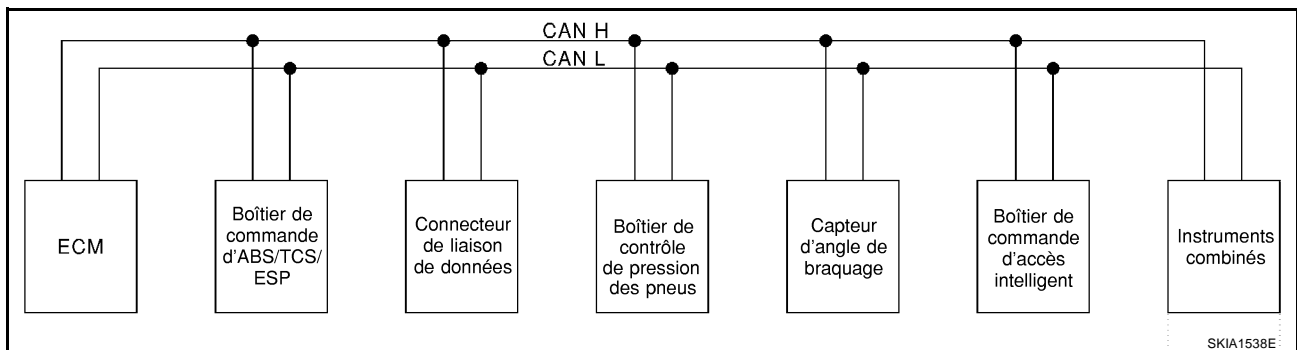 CAN H
CAN L
ECM
Boîtier de
commande
d'ABS/TCS/
ESP
Connecteur
de liaison
de données
Boîtier de
contrôle
de pression
des pneus
Capteur
d'angle de
braquage
Boîtier de
commande
d'accès
intelligent
Instruments
combinés
SKIA1538E